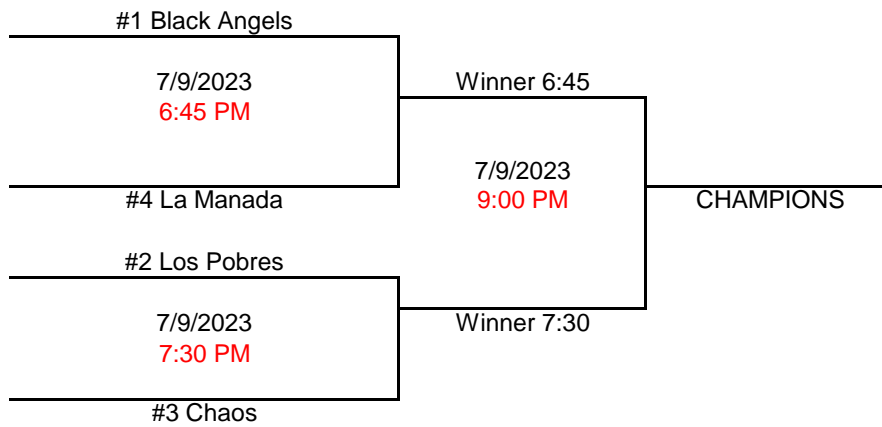 #1 Black Angels
7/9/2023
6:45 PM
Winner 6:45
#4 La Manada
7/9/2023
9:00 PM
CHAMPIONS
#2 Los Pobres
7/9/2023
7:30 PM
Winner 7:30
#3 Chaos